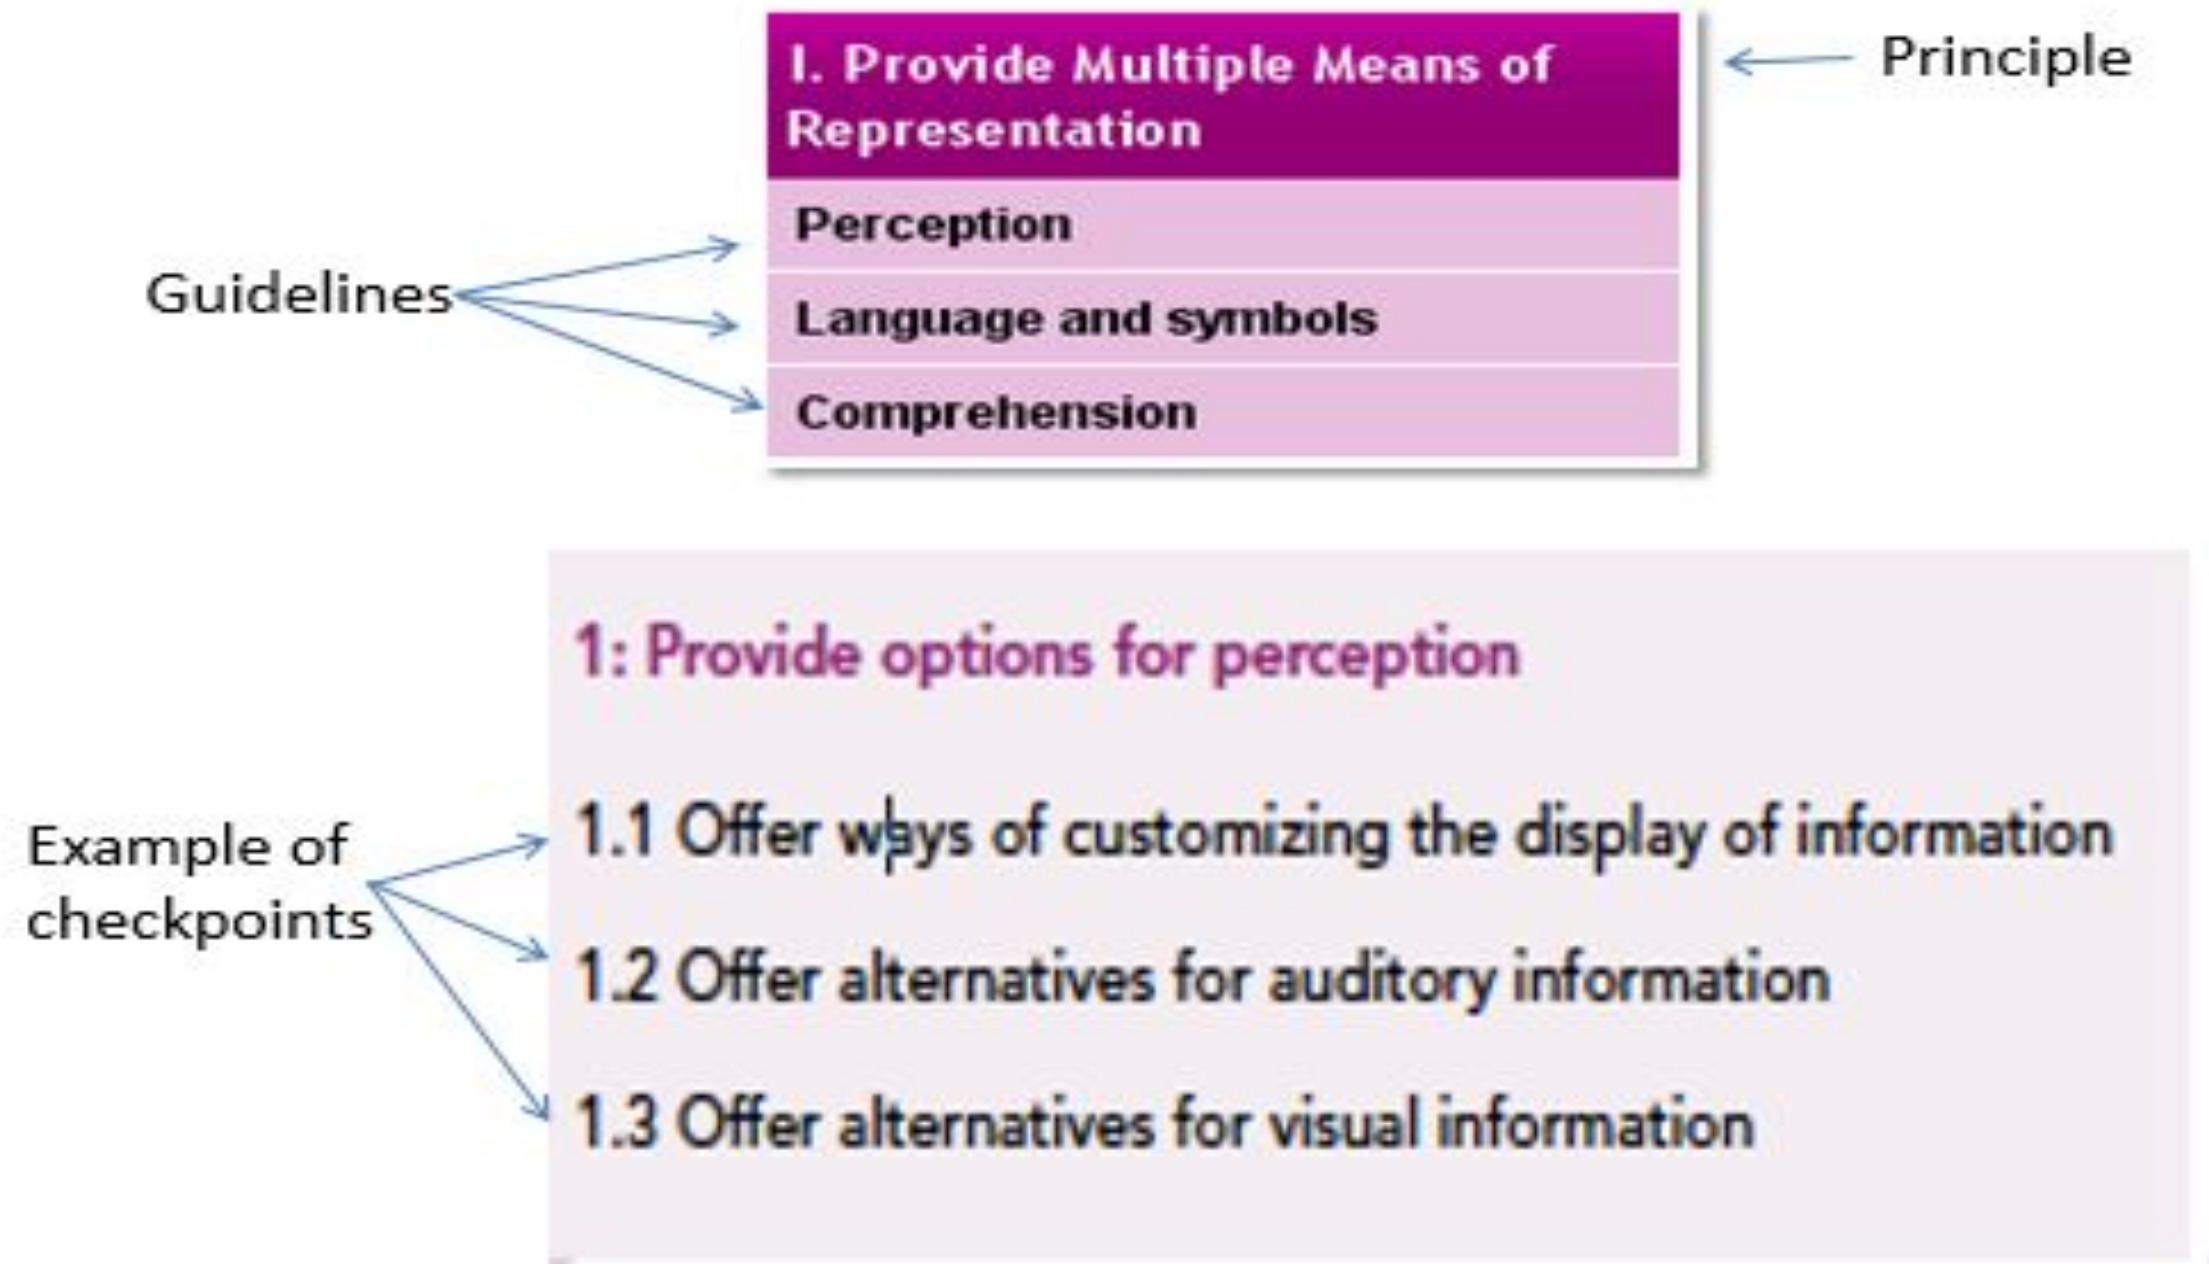 I. Provide Multiple Means of
Representation
Principle
Perception
Guidelines
Language and symbols
Comprehension
1: Provide options for perception
Example of
checkpoints
1.1 Offer ways of customizing the display of information
1.2 Offer alternatives for auditory information
1.3 Offer alternatives for visual information